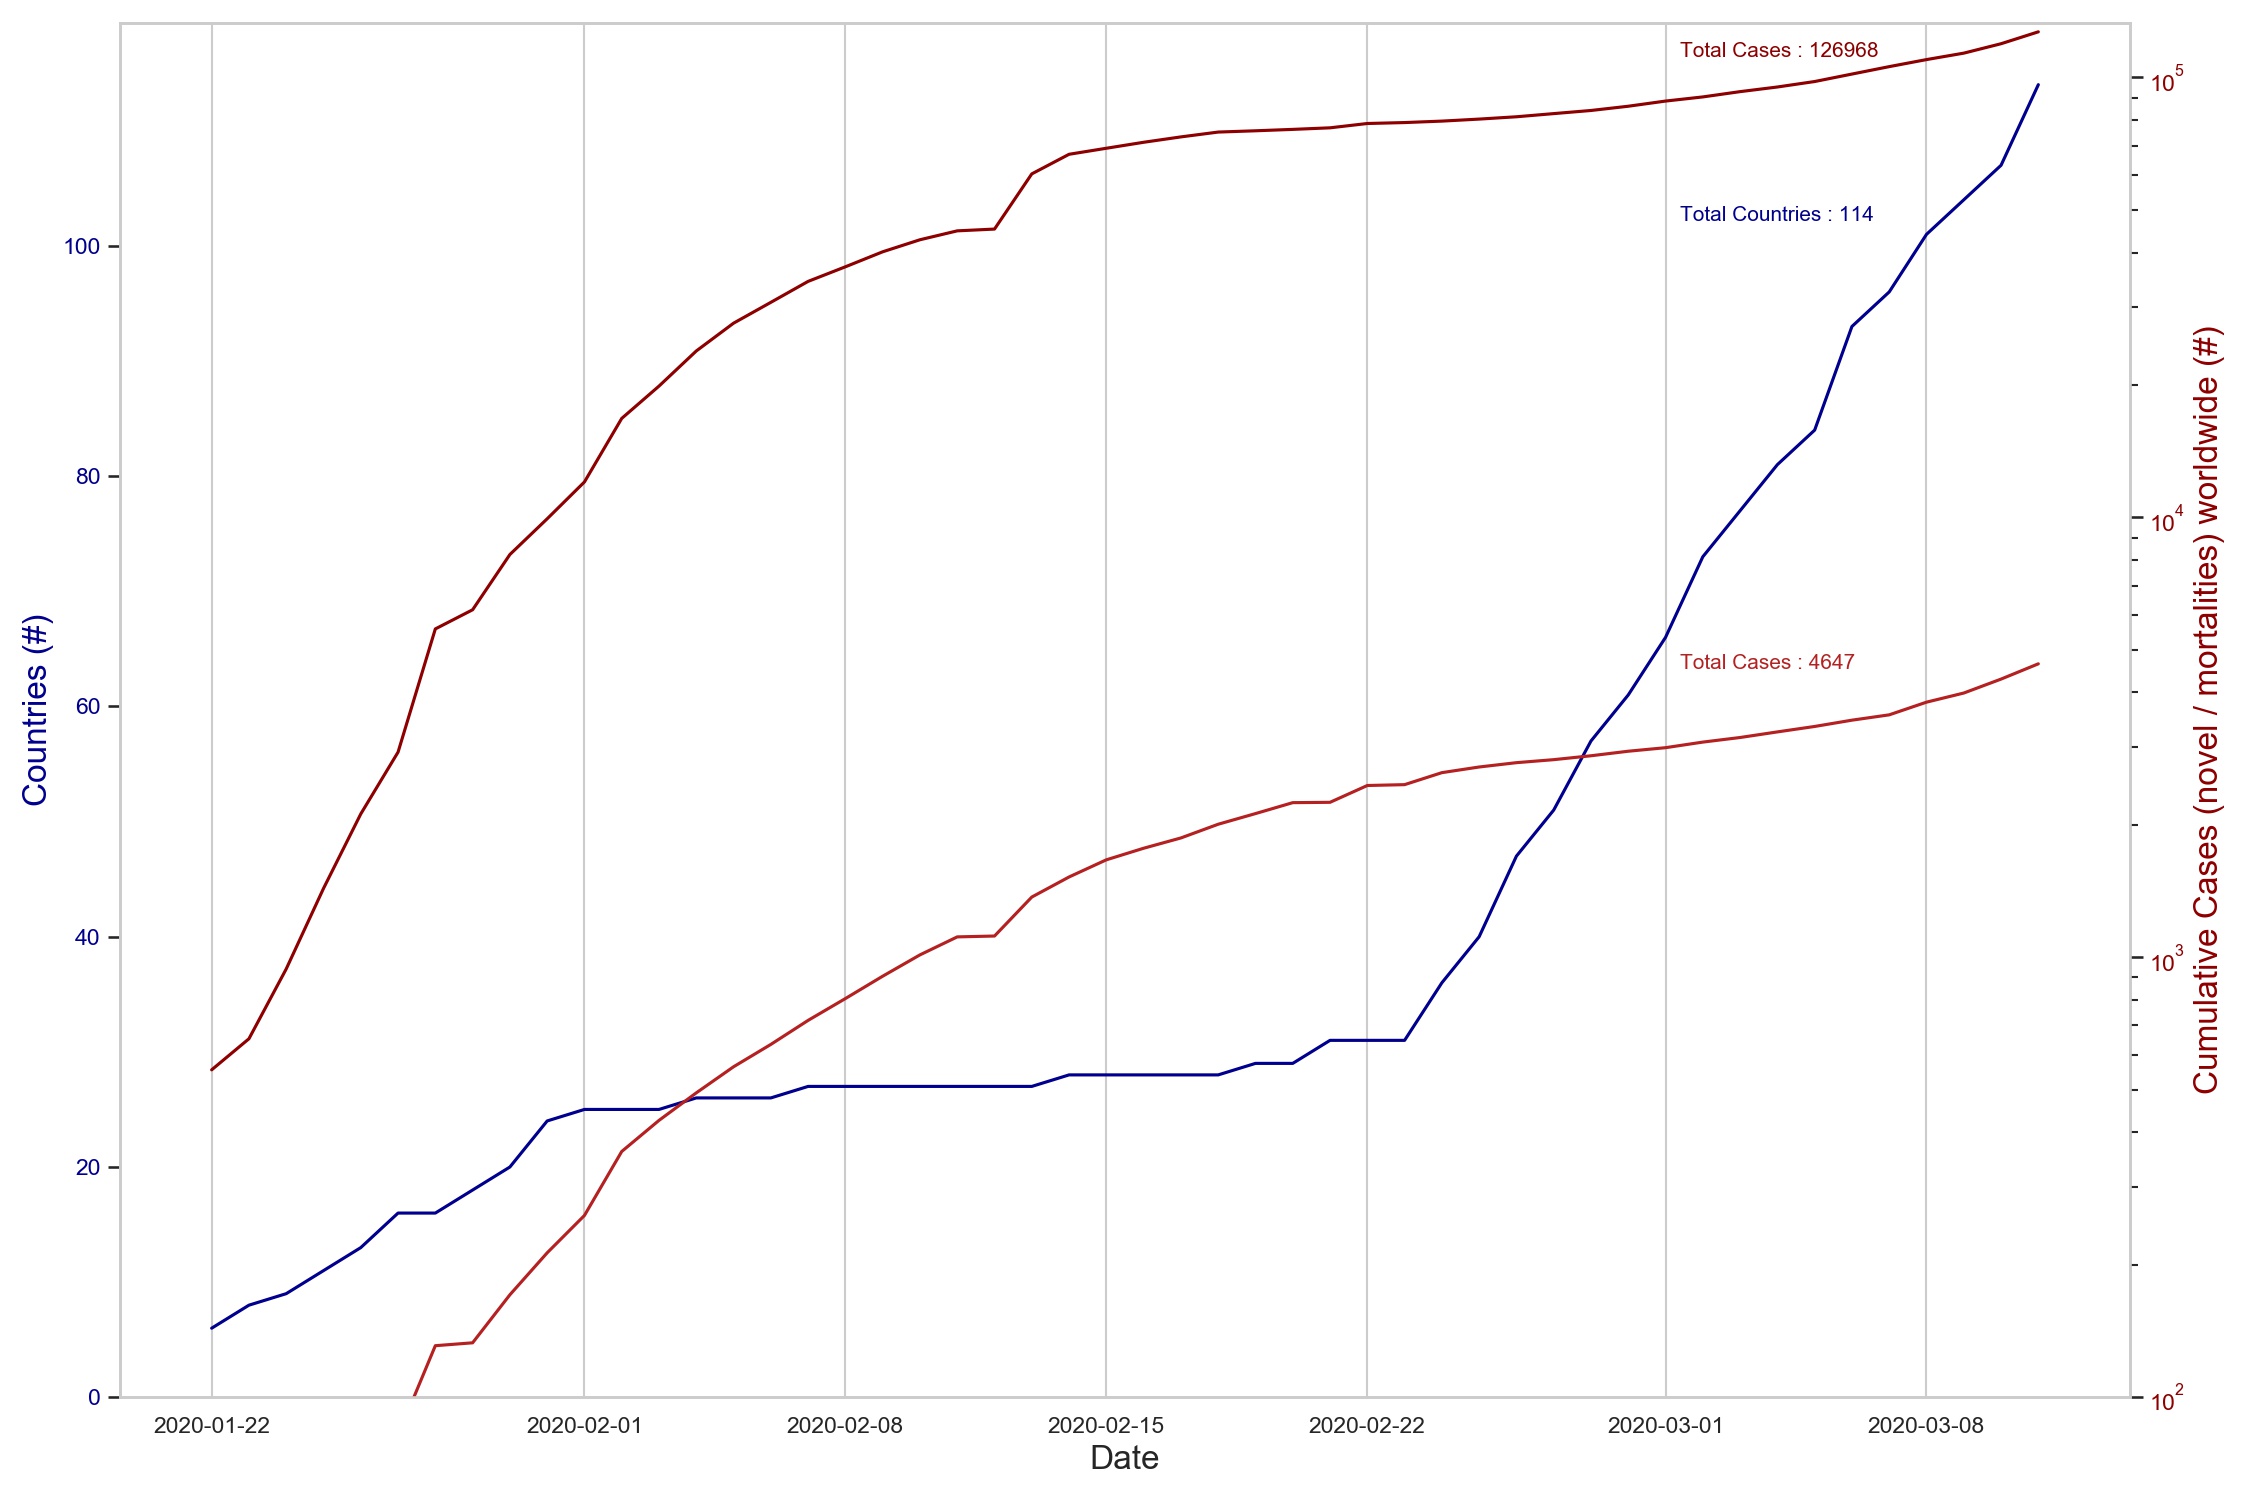 Total Cases : 126968
10^5
Total Countries : 114
100
80
10^4
Countries (#)
Cumulative Cases (novel / mortalities) worldwide (#)
Total Cases : 4647
60
40
10^3
20
0
10^2
2020-01-22 2020-02-01 2020-02-08 2020-02-15 2020-02-22 2020-03-01 2020-03-08
Date